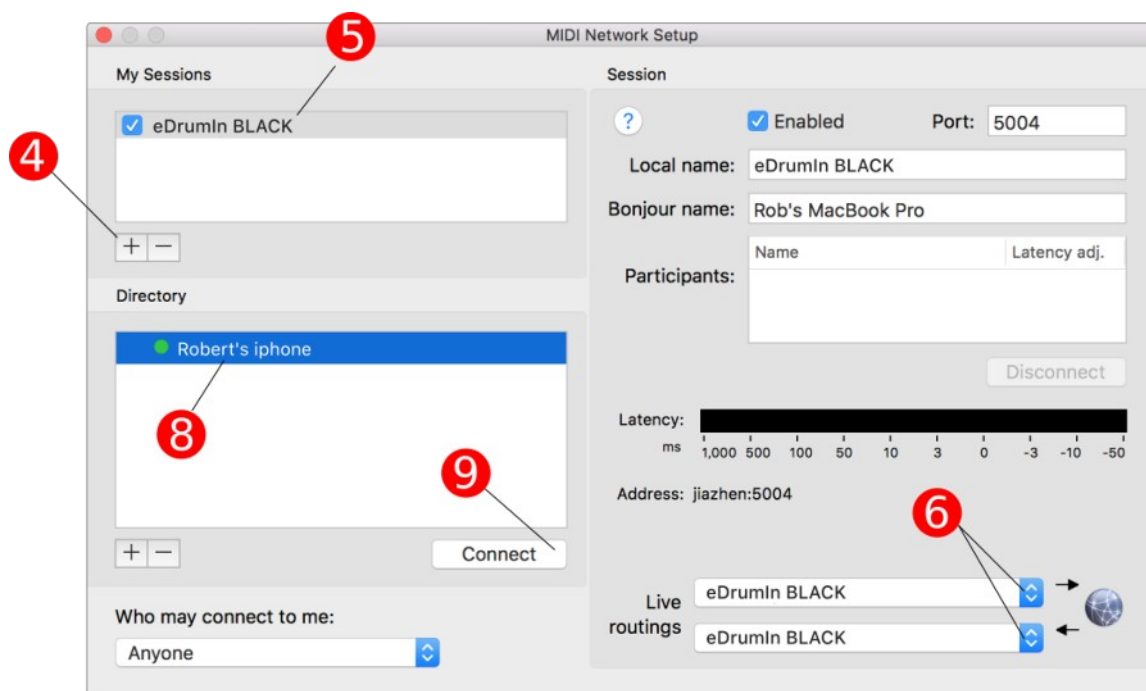 MIDI Network Setup
5
My Sessions
eDrumIn BLACK
4
+ −
Directory
Robert's iphone
8
9
+ −
Connect
Who may connect to me:
Anyone
Session
? Enabled Port: 5004
Local name: eDrumIn BLACK
Bonjour name: Rob's MacBook Pro
Name Latency adj.
Participants:
Disconnect
Latency:
ms 1,000 500 100 50 10 3 0 -3 -10 -50
Address: jiazhen:5004
6
Live routings
eDrumIn BLACK
eDrumIn BLACK